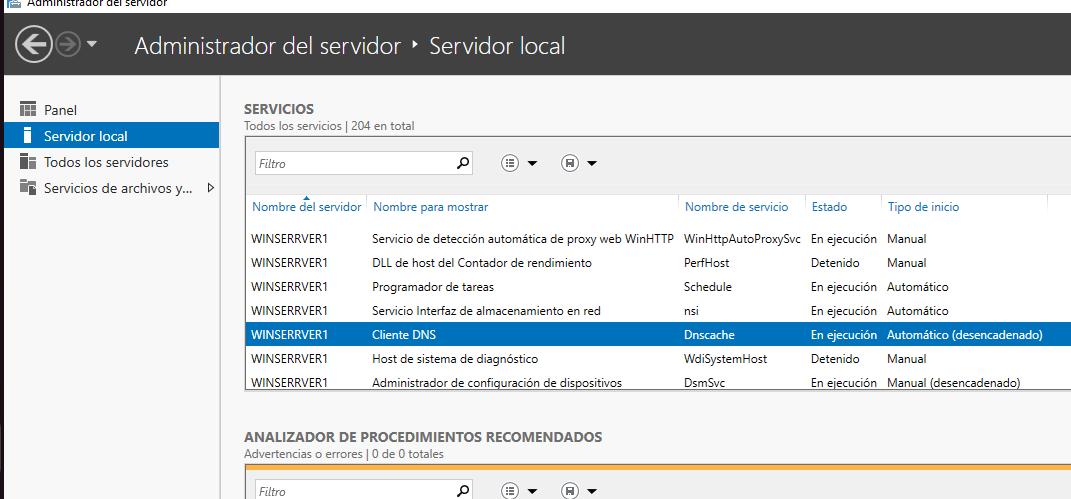 Administrador del servidor
Administrador del servidor ‣ Servidor local
Panel
Servidor local
Todos los servidores
Servicios de archivos y...
SERVICIOS
Todos los servicios | 204 en total
Filtro
Nombre del servidor Nombre para mostrar Nombre de servicio Estado Tipo de inicio
WINSERRVER1 Servicio de detección automática de proxy web WinHTTP WinHttpAutoProxySvc En ejecución Manual
WINSERRVER1 DLL de host del Contador de rendimiento PerfHost Detenido Manual
WINSERRVER1 Programador de tareas Schedule En ejecución Automático
WINSERRVER1 Servicio Interfaz de almacenamiento en red nsi En ejecución Automático
WINSERRVER1 Cliente DNS Dnscache En ejecución Automático (desencadenado)
WINSERRVER1 Host de sistema de diagnóstico WdiSystemHost Detenido Manual
WINSERRVER1 Administrador de configuración de dispositivos DsmSvc En ejecución Manual (desencadenado)
ANALIZADOR DE PROCEDIMIENTOS RECOMENDADOS
Advertencias o errores | 0 de 0 totales
Filtro